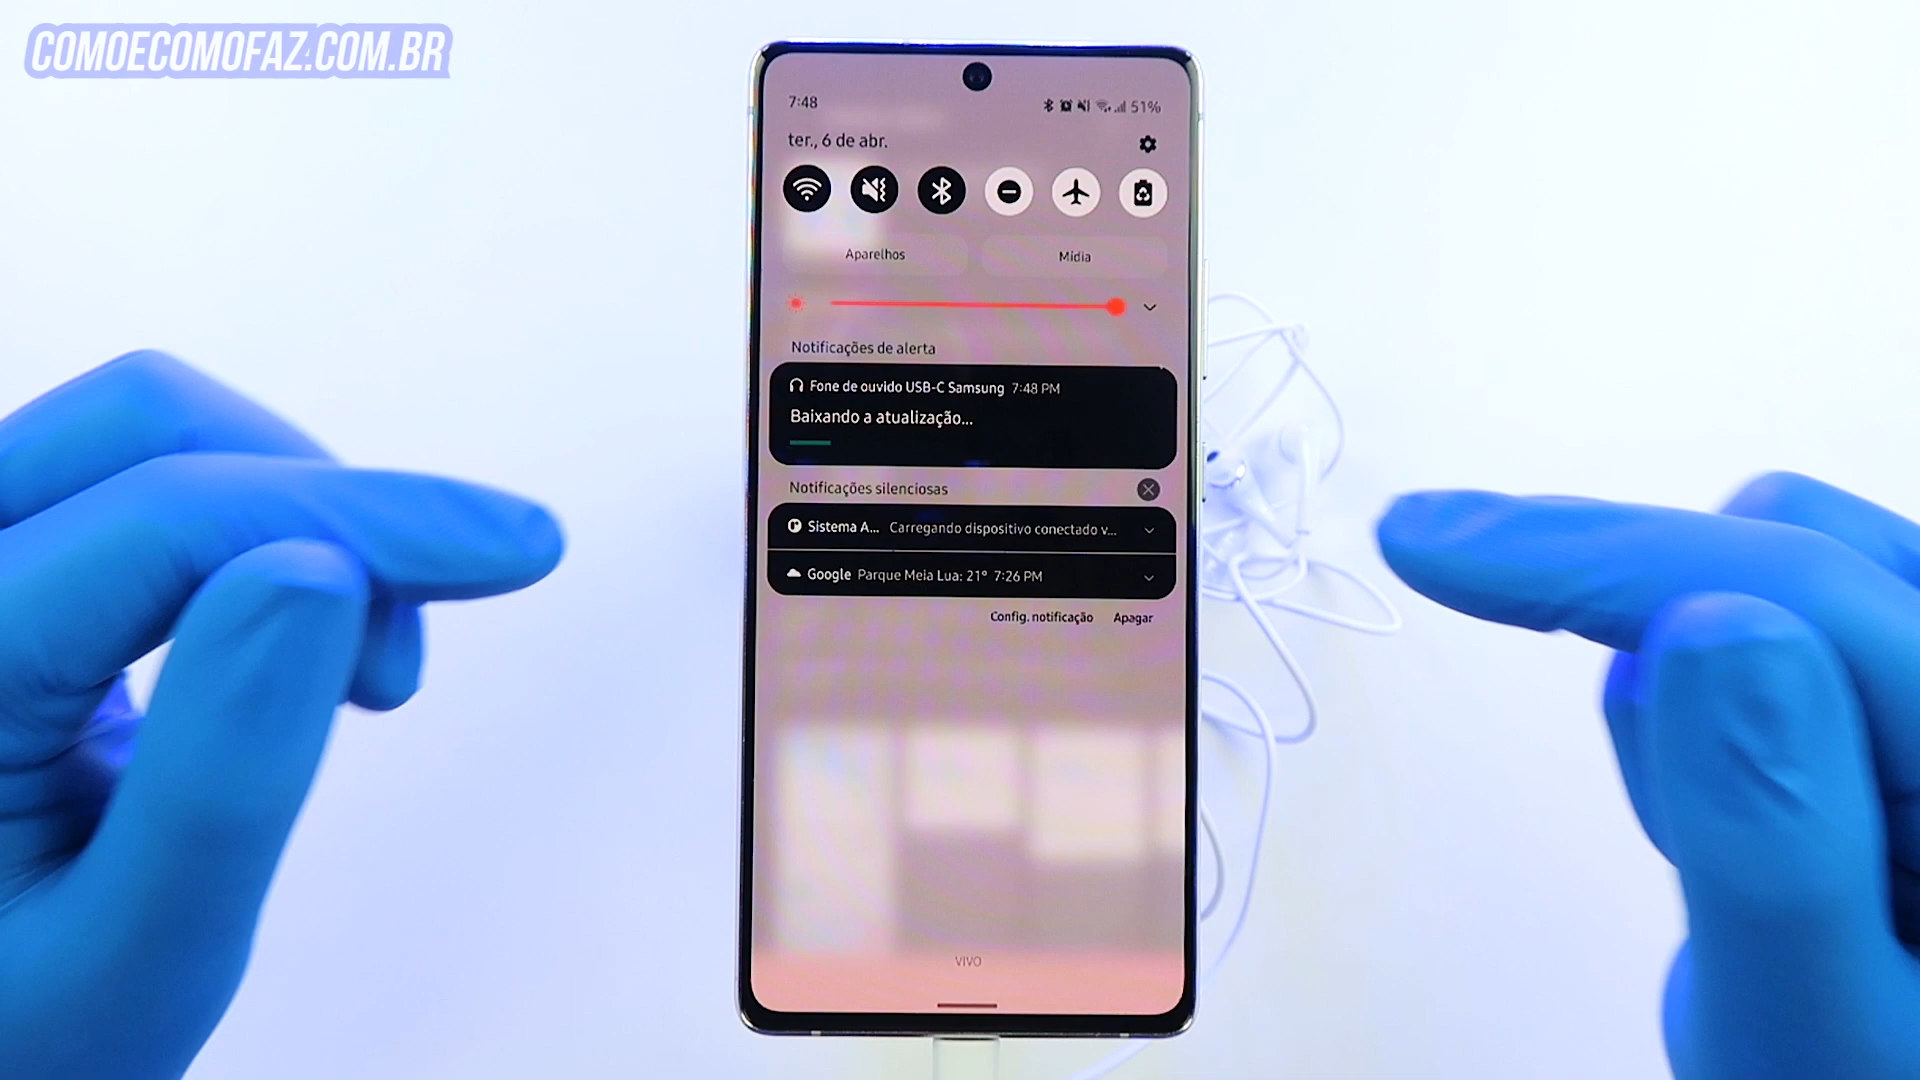 COMOECOMOFAZ.COM.BR
7:48
51%
ter., 6 de abr.
Aparelhos
Mídia
Notificações de alerta
Fone de ouvido USB-C Samsung 7:48 PM
Baixando a atualização...
Notificações silenciosas
Sistema A... Carregando dispositivo conectado v...
Google Parque Meia Lua: 21° 7:26 PM
Config. notificação Apagar
VIVO